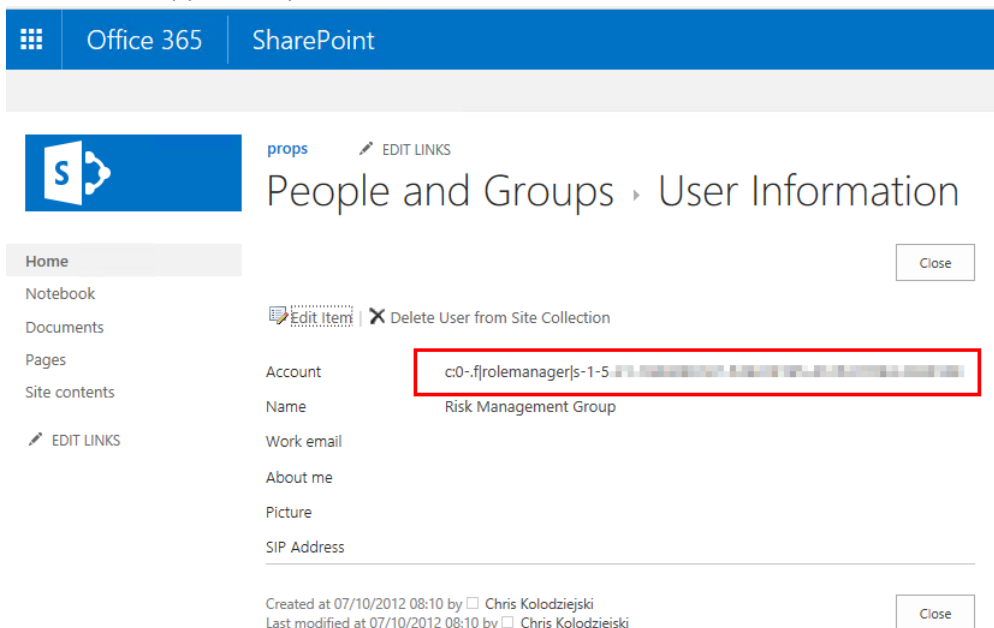 Office 365 SharePoint
S
props EDIT LINKS
People and Groups › User Information
Home
Notebook
Documents
Pages
Site contents
EDIT LINKS
Close
Edit Item | Delete User from Site Collection
Account c:0-.f|rolemanager|s-1-5
Name Risk Management Group
Work email
About me
Picture
SIP Address
Created at 07/10/2012 08:10 by Chris Kolodziejski
Last modified at 07/10/2012 08:10 by Chris Kolodziejski
Close